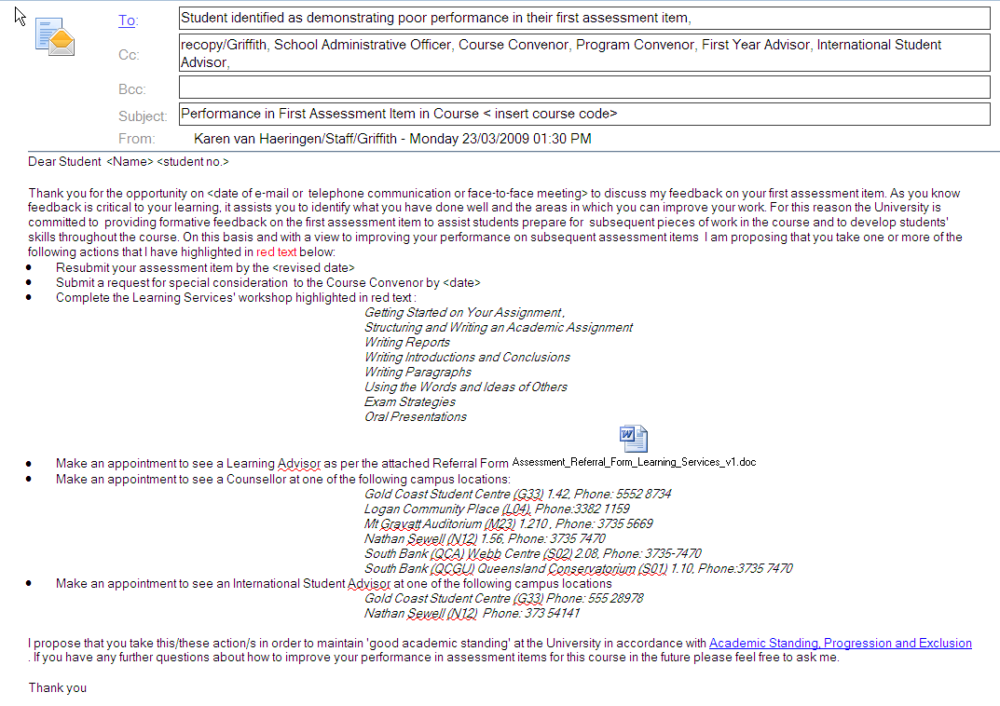 To: Student identified as demonstrating poor performance in their first assessment item,
Cc: recopy/Griffith, School Administrative Officer, Course Convenor, Program Convenor, First Year Advisor, International Student
Advisor,
Bcc:
Subject: Performance in First Assessment Item in Course < insert course code>
From: Karen van Haeringen/Staff/Griffith - Monday 23/03/2009 01:30 PM
Dear Student <Name> <student no.>
Thank you for the opportunity on <date of e-mail or telephone communication or face-to-face meeting> to discuss my feedback on your first assessment item. As you know
feedback is critical to your learning, it assists you to identify what you have done well and the areas in which you can improve your work. For this reason the University is
committed to providing formative feedback on the first assessment item to assist students prepare for subsequent pieces of work in the course and to develop students'
skills throughout the course. On this basis and with a view to improving your performance on subsequent assessment items I am proposing that you take one or more of the
following actions that I have highlighted in red text below:
• Resubmit your assessment item by the <revised date>
• Submit a request for special consideration to the Course Convenor by <date>
• Complete the Learning Services' workshop highlighted in red text :
Getting Started on Your Assignment,
Structuring and Writing an Academic Assignment
Writing Reports
Writing Introductions and Conclusions
Writing Paragraphs
Using the Words and Ideas of Others
Exam Strategies
Oral Presentations
• Make an appointment to see a Learning Advisor as per the attached Referral Form Assessment_Referral_Form_Learning_Services_v1.doc
• Make an appointment to see a Counsellor at one of the following campus locations:
Gold Coast Student Centre (G33) 1.42, Phone: 5552 8734
Logan Community Place (L04), Phone:3382 1159
Mt Gravatt Auditorium (M23) 1.210 , Phone: 3735 5669
Nathan Sewell (N12) 1.56, Phone: 3735 7470
South Bank (QCA) Webb Centre (S02) 2.08, Phone: 3735-7470
South Bank (QCGU) Queensland Conservatorium (S01) 1.10, Phone:3735 7470
• Make an appointment to see an International Student Advisor at one of the following campus locations
Gold Coast Student Centre (G33) Phone: 555 28978
Nathan Sewell (N12) Phone: 373 54141
I propose that you take this/these action/s in order to maintain 'good academic standing' at the University in accordance with Academic Standing, Progression and Exclusion
. If you have any further questions about how to improve your performance in assessment items for this course in the future please feel free to ask me.
Thank you